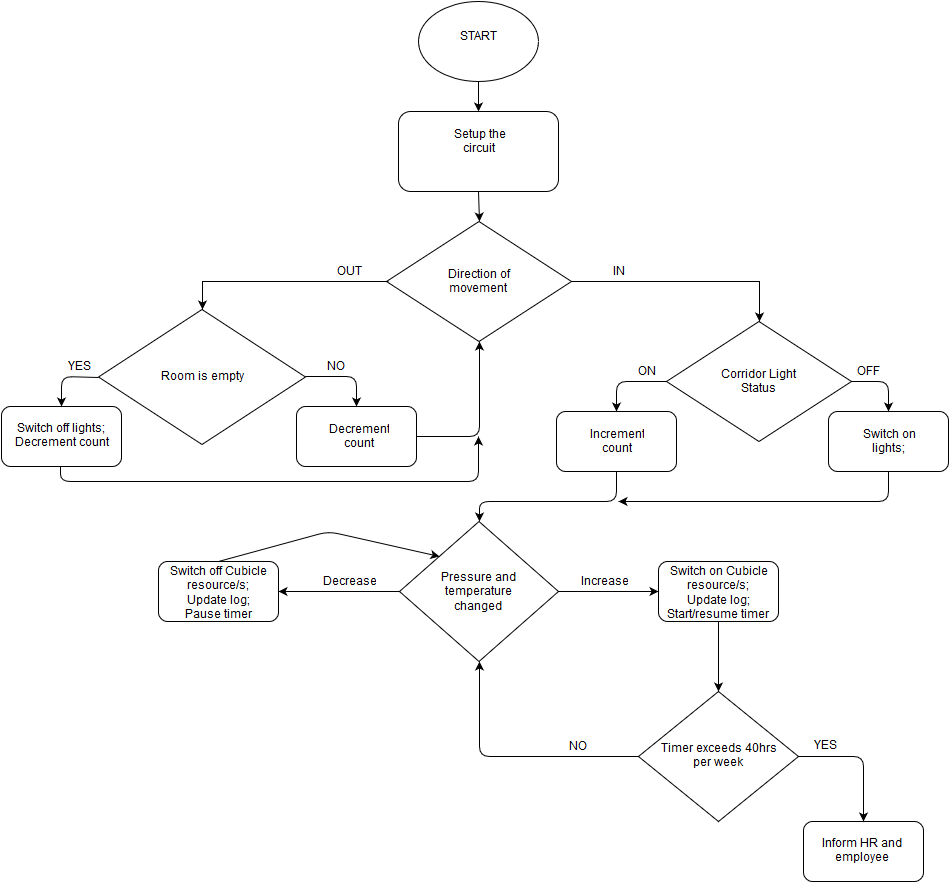 START
Setup the
circuit
Direction of
movement
OUT
IN
Room is empty
YES
NO
Switch off lights;
Decrement count
Decrement
count
Corridor Light
Status
ON
OFF
Increment
count
Switch on
lights;
Pressure and
temperature
changed
Decrease
Increase
Switch off Cubicle
resource/s;
Update log;
Pause timer
Switch on Cubicle
resource/s;
Update log;
Start/resume timer
Timer exceeds 40hrs
per week
NO
YES
Inform HR and
employee